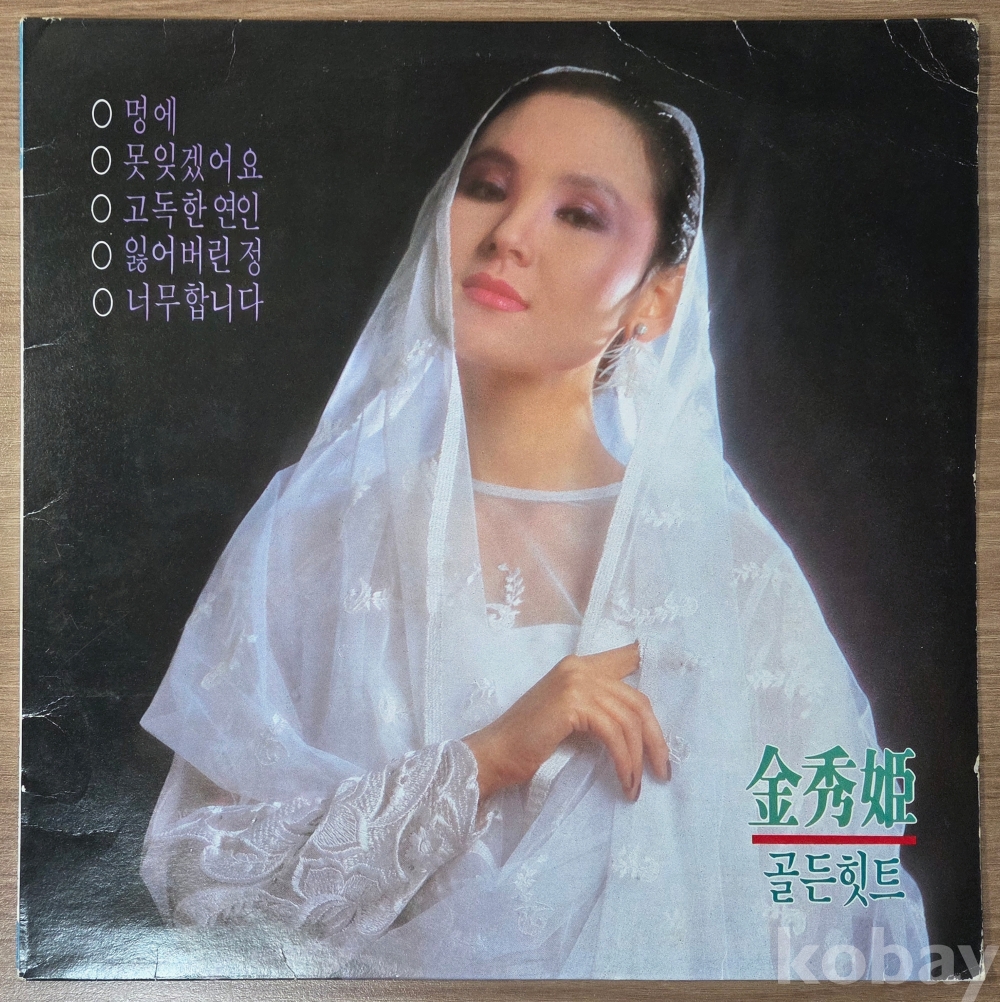 ○ 멍에
○ 못잊겠어요
○ 고독한 연인
○ 잃어버린 정
○ 너무합니다
金秀姬
골든힛트
kobay